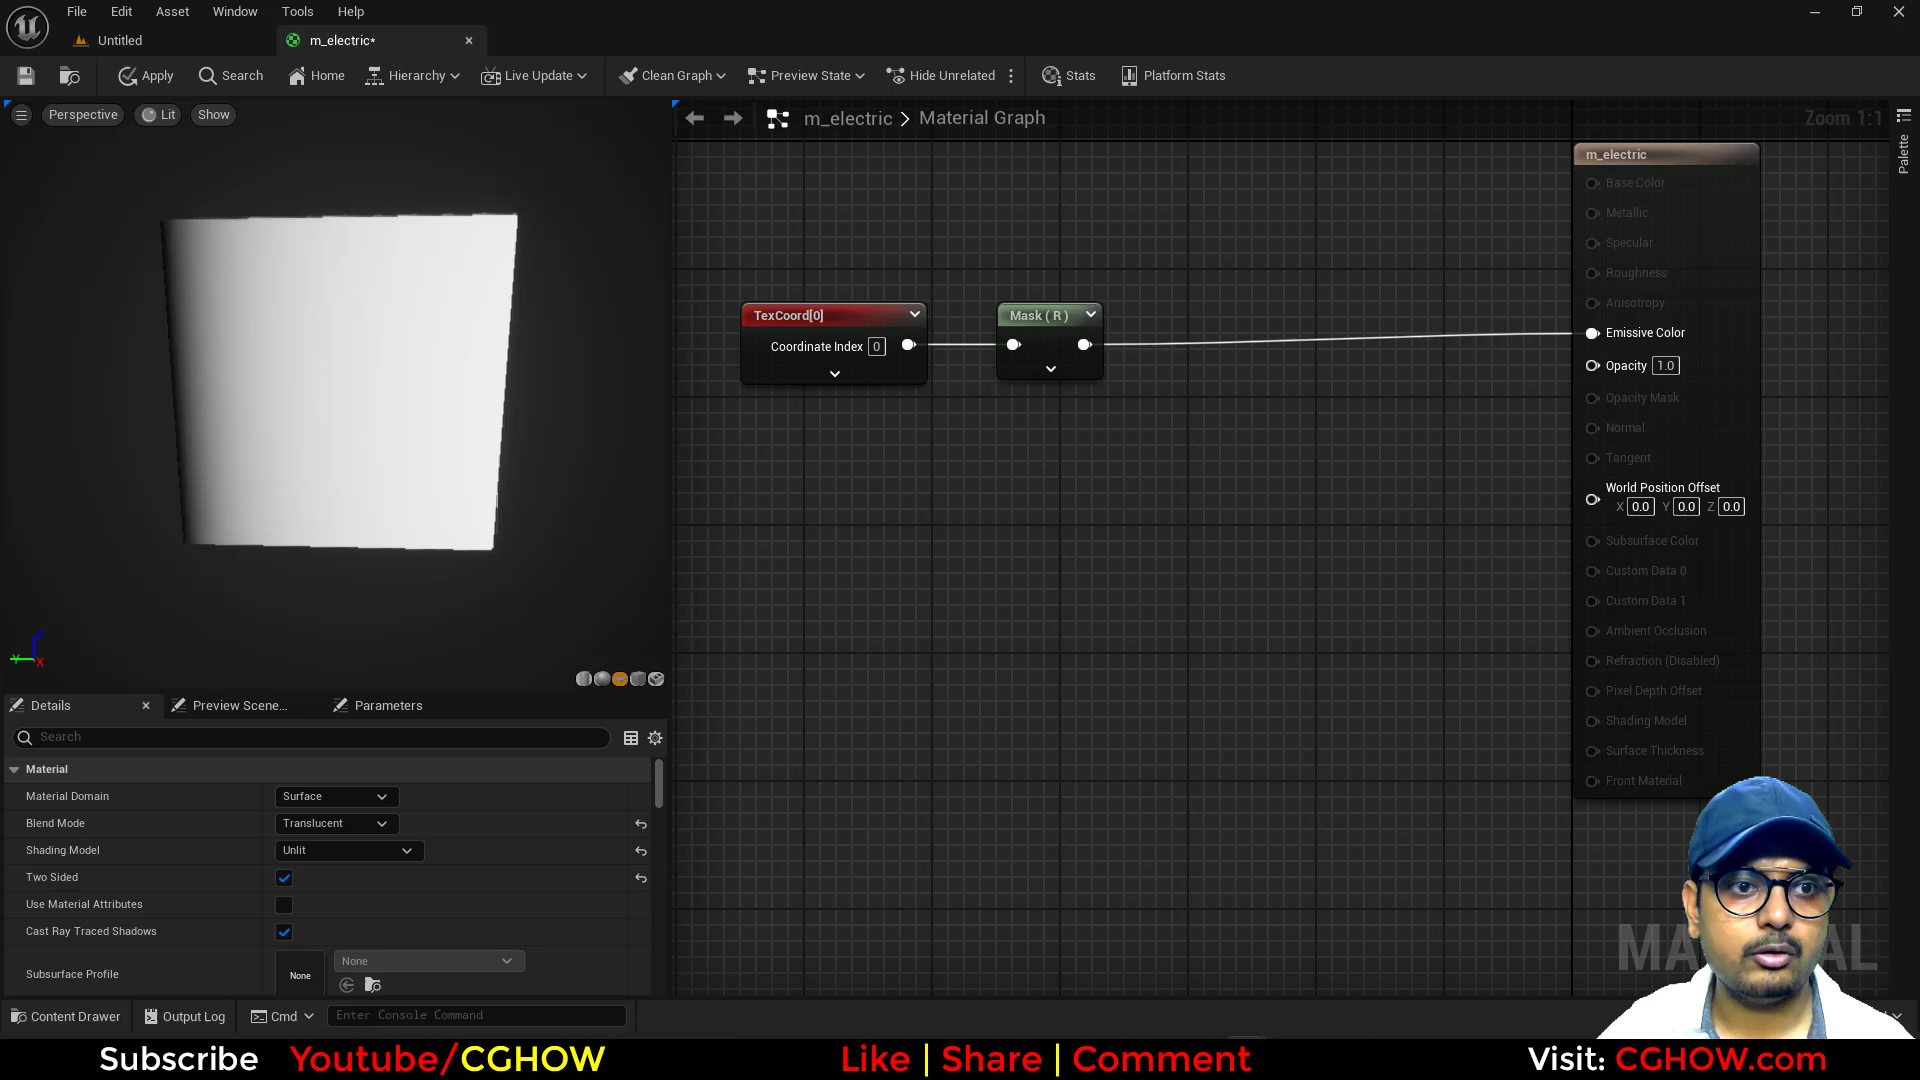 File Edit Asset Window Tools Help
Untitled m_electric*
Apply Search Home Hierarchy Live Update Clean Graph Preview State Hide Unrelated Stats Platform Stats
Perspective Lit Show
m_electric > Material Graph
Zoom 1:1
Palette
m_electric
Base Color
Metallic
Specular
Roughness
Anisotropy
TexCoord[0]
Coordinate Index 0
Mask ( R )
Emissive Color
Opacity 1.0
Opacity Mask
Normal
Tangent
World Position Offset
X 0.0 Y 0.0 Z 0.0
Subsurface Color
Custom Data 0
Custom Data 1
Ambient Occlusion
Refraction (Disabled)
Pixel Depth Offset
Shading Model
Surface Thickness
Front Material
Z
Y X
Details Preview Scene... Parameters
Search
Material
Material Domain Surface
Blend Mode Translucent
Shading Model Unlit
Two Sided
Use Material Attributes
Cast Ray Traced Shadows
Subsurface Profile None None
Content Drawer Output Log Cmd Enter Console Command
Subscribe Youtube/CGHOW Like | Share | Comment Visit: CGHOW.com